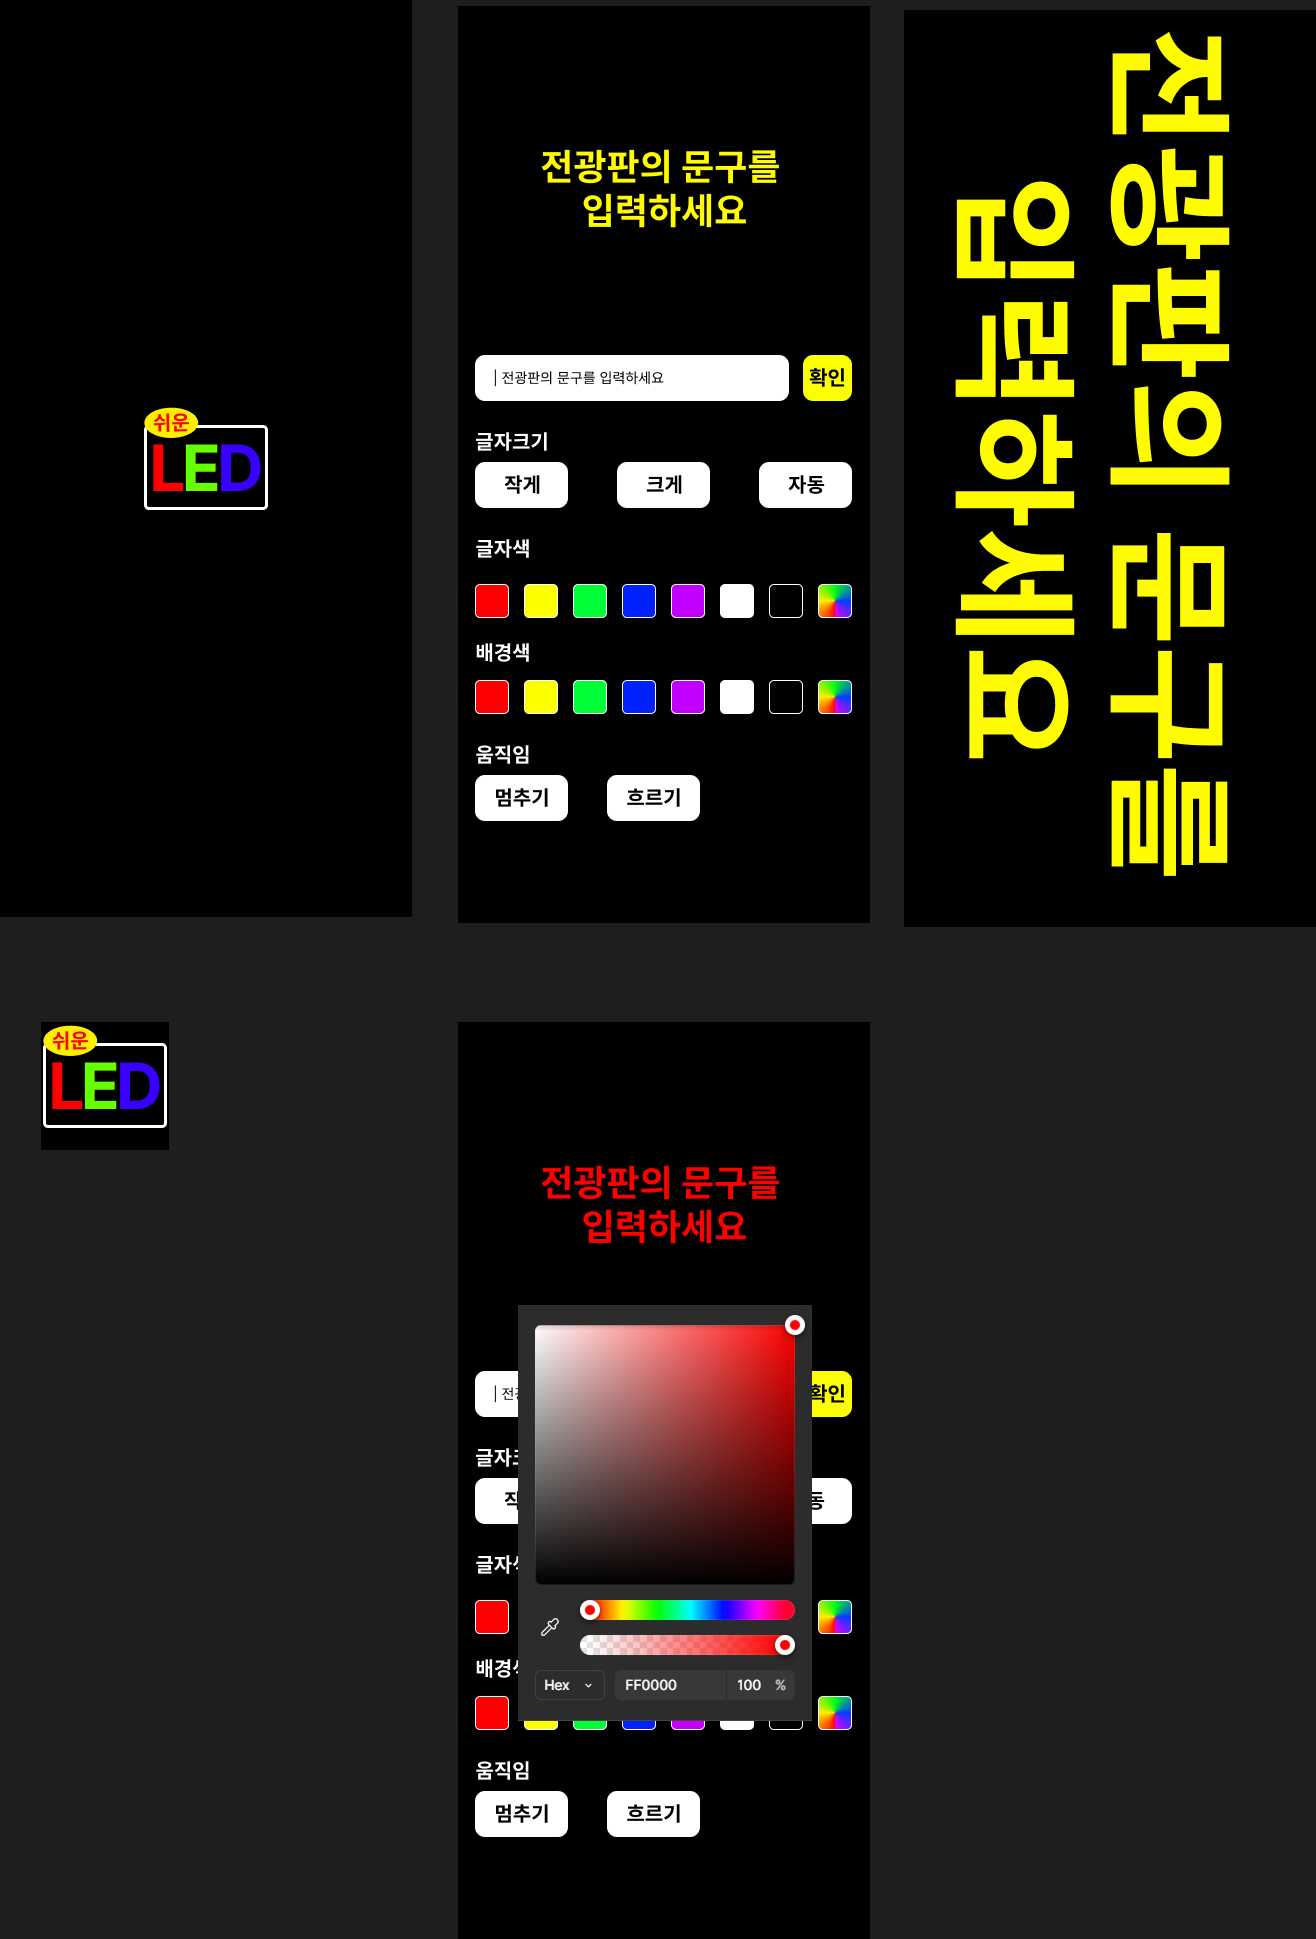 쉬운
LED
전광판의 문구를
입력하세요
전광판의 문구를 입력하세요
확인
글자크기
작게
크게
자동
글자색
배경색
움직임
멈추기
흐르기
전광판의 문구를
입력하세요
쉬운
LED
전광판의 문구를
입력하세요
전
확인
글자
동
글자
Hex
FF0000
100
%
배경
움직임
멈추기
흐르기